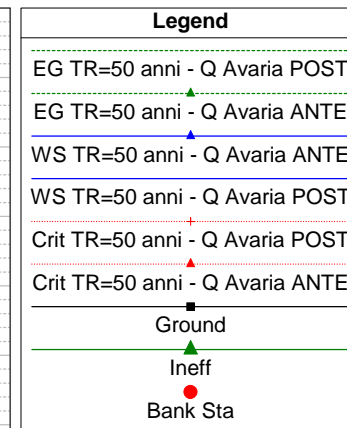 Legend
EG TR=50 anni - Q Avaria POST
EG TR=50 anni - Q Avaria ANTE
WS TR=50 anni - Q Avaria ANTE
WS TR=50 anni - Q Avaria POST
Crit TR=50 anni - Q Avaria POST
Crit TR=50 anni - Q Avaria ANTE
Ground
Ineff
Bank Sta